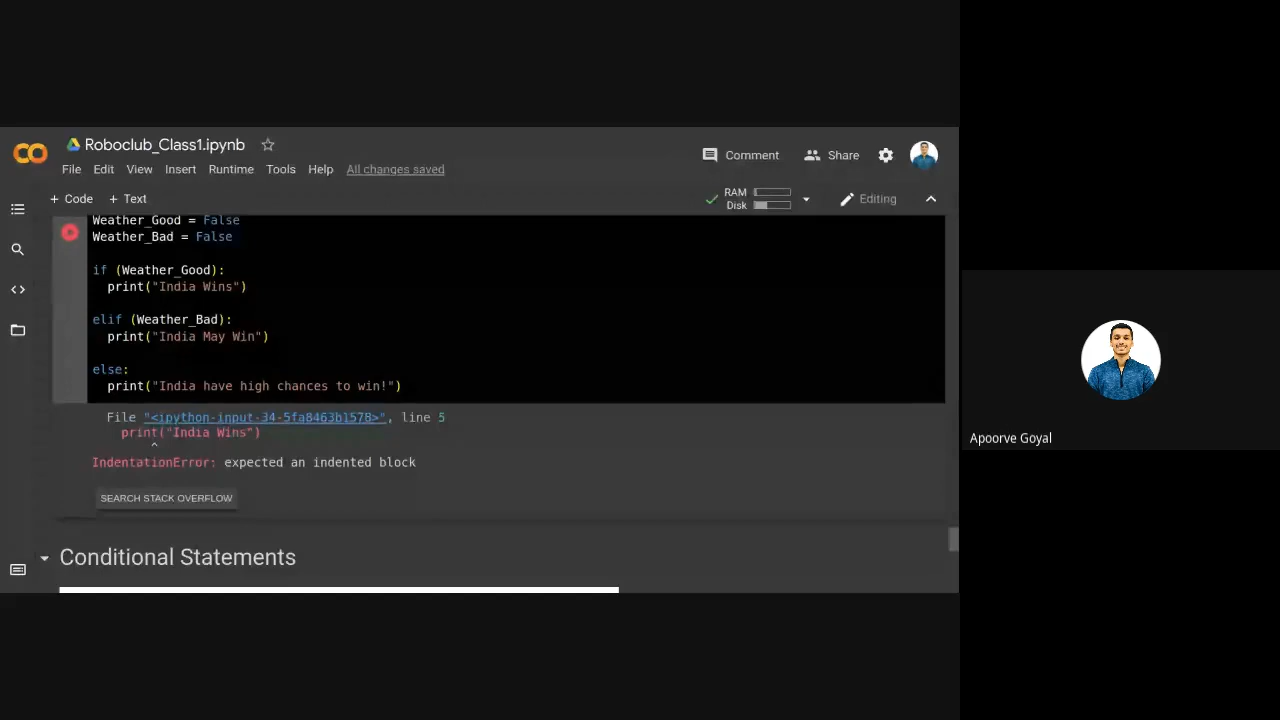 Roboclub_Class1.ipynb
File Edit View Insert Runtime Tools Help All changes saved
Comment Share
+ Code + Text
RAM
Disk
Editing
Weather_Good = False
Weather_Bad = False
if (Weather_Good):
print("India Wins")
elif (Weather_Bad):
print("India May Win")
else:
print("India have high chances to win!")
File "<ipython-input-34-5fa8463b1578>", line 5
print("India Wins")
^
IndentationError: expected an indented block
SEARCH STACK OVERFLOW
Conditional Statements
Apoorve Goyal